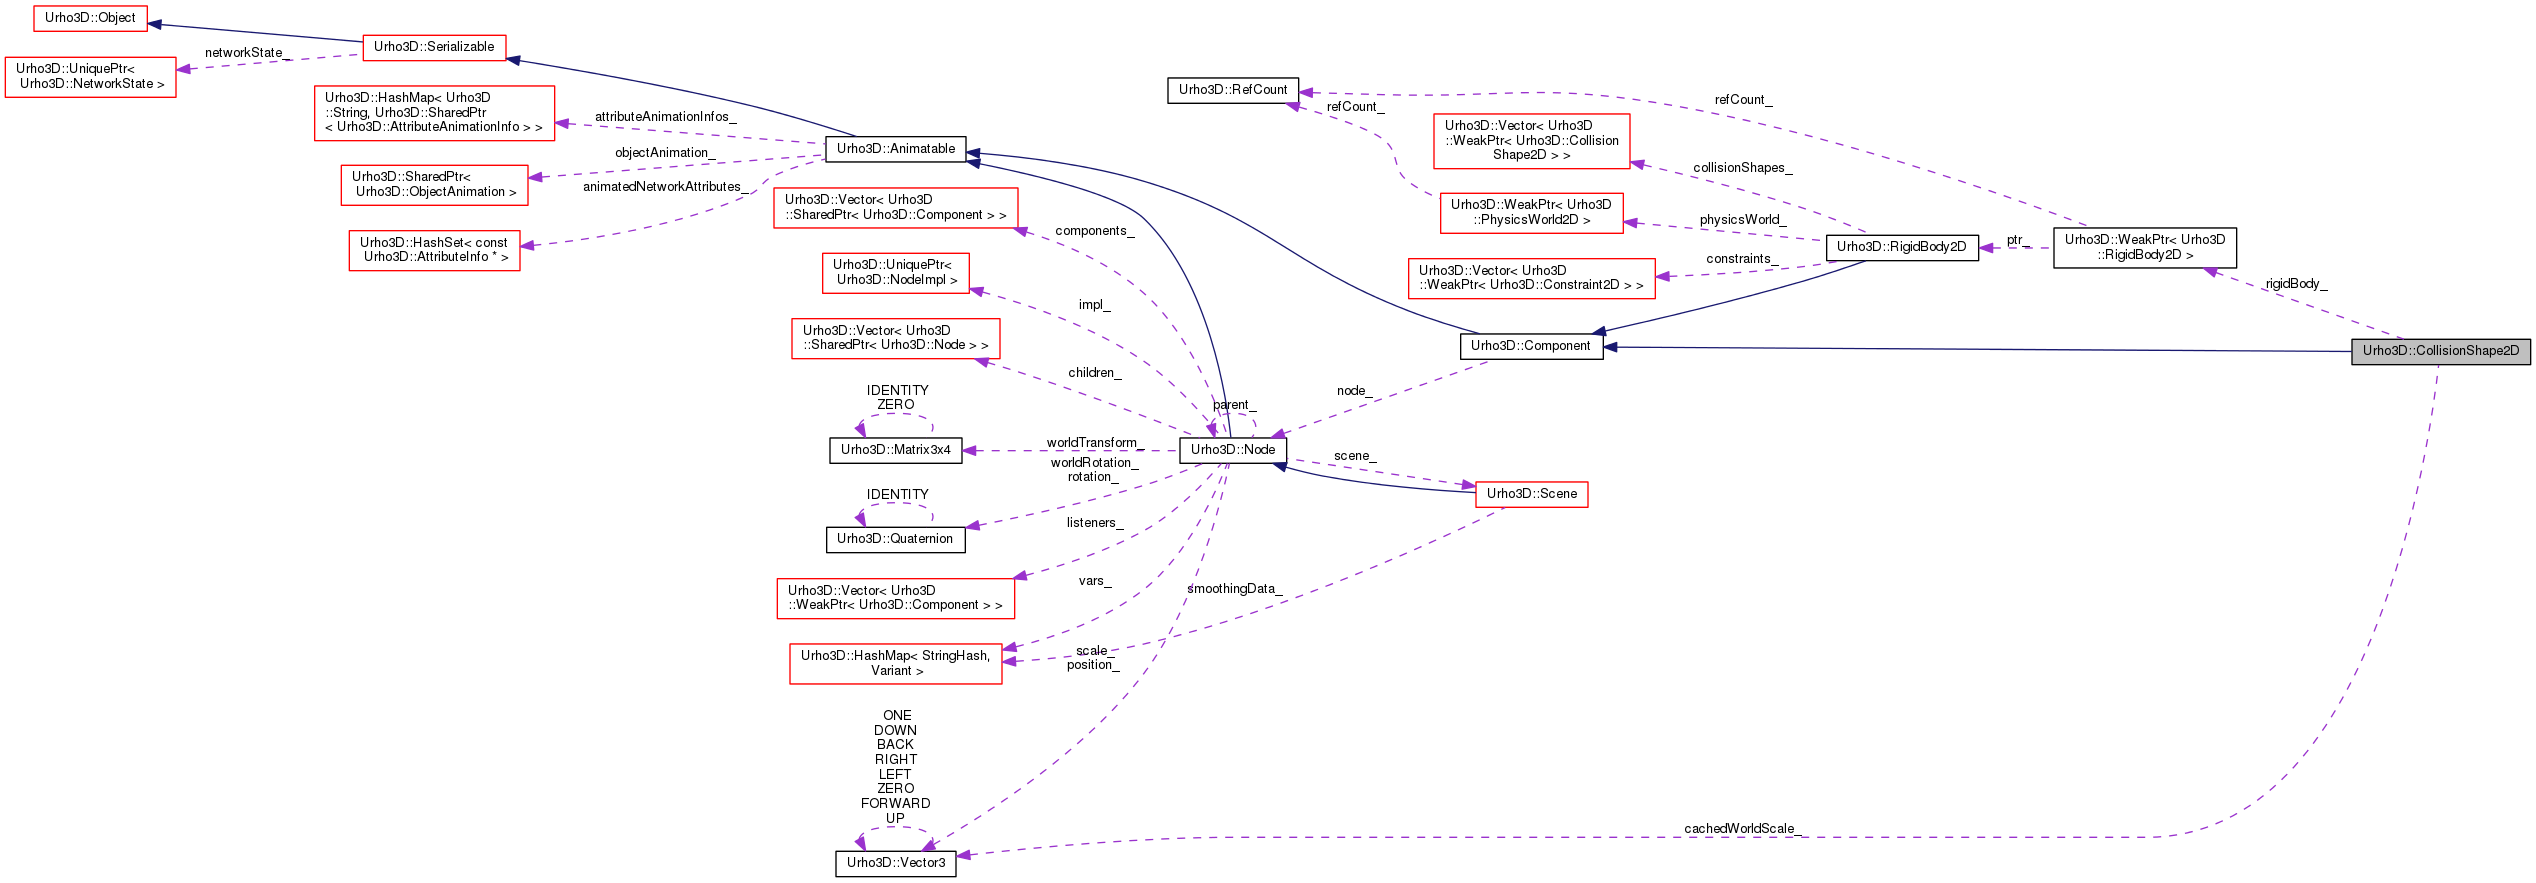 Urho3D::Object
Urho3D::Serializable
networkState_
Urho3D::UniquePtr<
Urho3D::NetworkState >
Urho3D::HashMap< Urho3D
::String, Urho3D::SharedPtr
< Urho3D::AttributeAnimationInfo > >
attributeAnimationInfos_
Urho3D::Animatable
objectAnimation_
Urho3D::SharedPtr<
Urho3D::ObjectAnimation >
animatedNetworkAttributes_
Urho3D::HashSet< const
Urho3D::AttributeInfo * >
Urho3D::Vector< Urho3D
::SharedPtr< Urho3D::Component > >
components_
Urho3D::UniquePtr<
Urho3D::NodeImpl >
impl_
Urho3D::Vector< Urho3D
::SharedPtr< Urho3D::Node > >
children_
IDENTITY
ZERO
Urho3D::Matrix3x4
worldTransform_
parent_
Urho3D::Node
worldRotation_
rotation_
IDENTITY
Urho3D::Quaternion
listeners_
Urho3D::Vector< Urho3D
::WeakPtr< Urho3D::Component > >
vars_
smoothingData_
Urho3D::HashMap< StringHash,
Variant >
scale_
position_
ONE
DOWN
BACK
RIGHT
LEFT
ZERO
FORWARD
UP
Urho3D::Vector3
Urho3D::RefCount
refCount_
refCount_
Urho3D::Vector< Urho3D
::WeakPtr< Urho3D::Collision
Shape2D > >
collisionShapes_
Urho3D::WeakPtr< Urho3D
::PhysicsWorld2D >
physicsWorld_
Urho3D::RigidBody2D
ptr_
Urho3D::WeakPtr< Urho3D
::RigidBody2D >
constraints_
Urho3D::Vector< Urho3D
::WeakPtr< Urho3D::Constraint2D > >
rigidBody_
Urho3D::Component
Urho3D::CollisionShape2D
node_
scene_
Urho3D::Scene
cachedWorldScale_